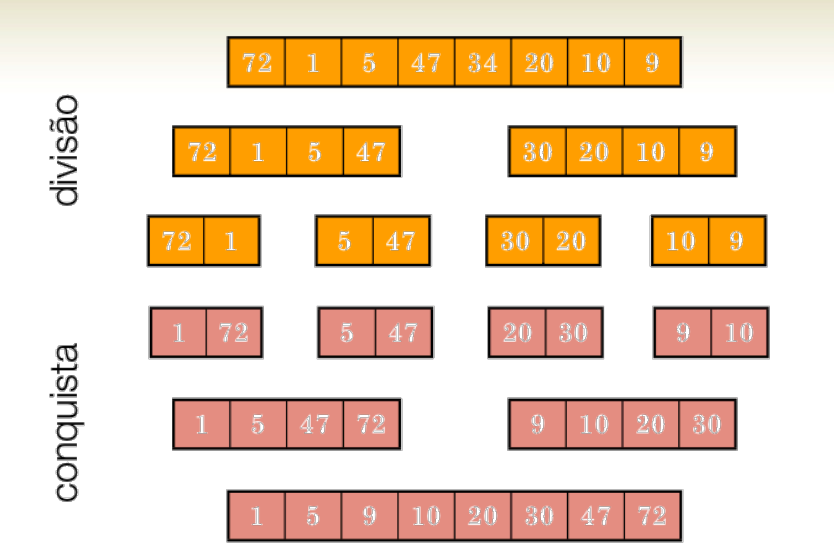 divisão
72 1 5 47 34 20 10 9
72 1 5 47 30 20 10 9
72 1 5 47 30 20 10 9
conquista
1 72 5 47 20 30 9 10
1 5 47 72 9 10 20 30
1 5 9 10 20 30 47 72